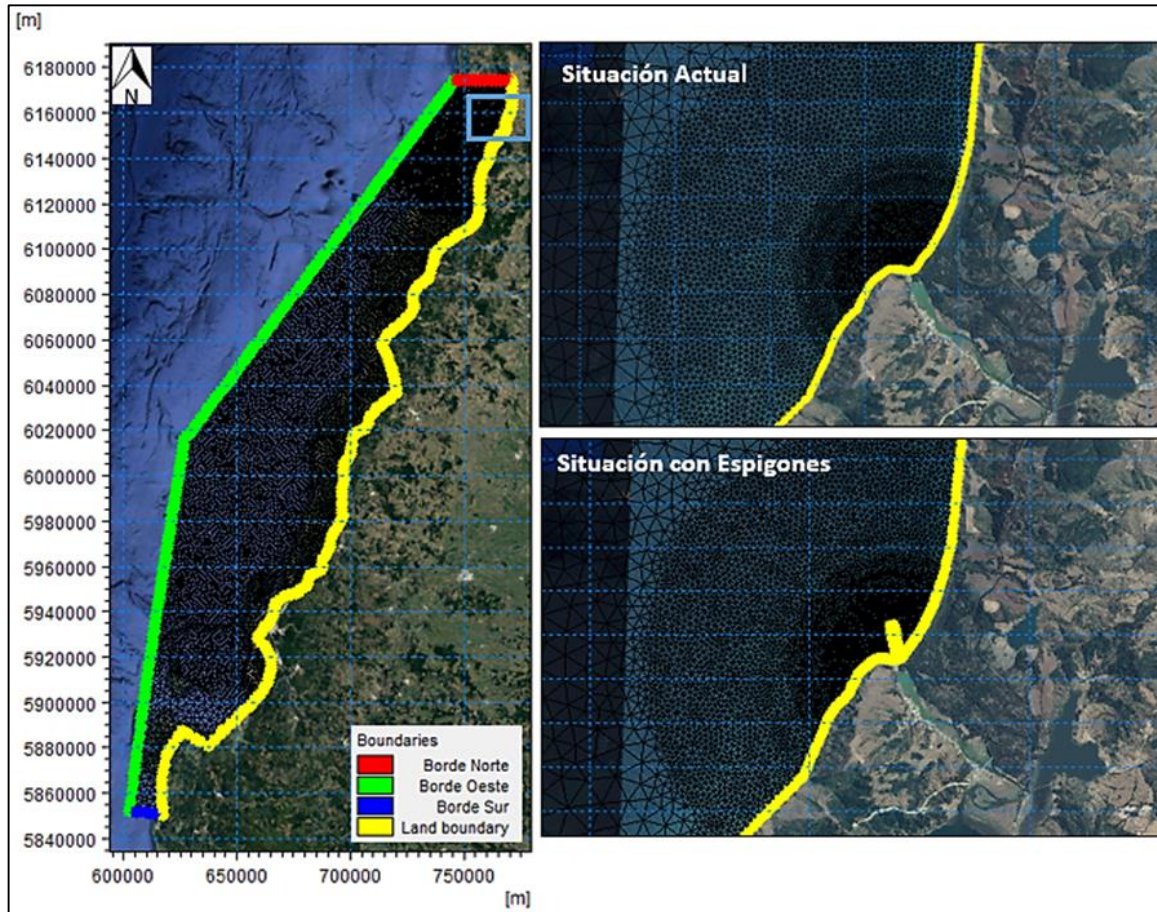 [m]
6180000
6160000
6140000
6120000
6100000
6080000
6060000
6040000
6020000
6000000
5980000
5960000
5940000
5920000
5900000
5880000
5860000
5840000
N
Boundaries
Borde Norte
Borde Oeste
Borde Sur
Land boundary
600000 650000 700000 750000
[m]
Situación Actual
Situación con Espigones